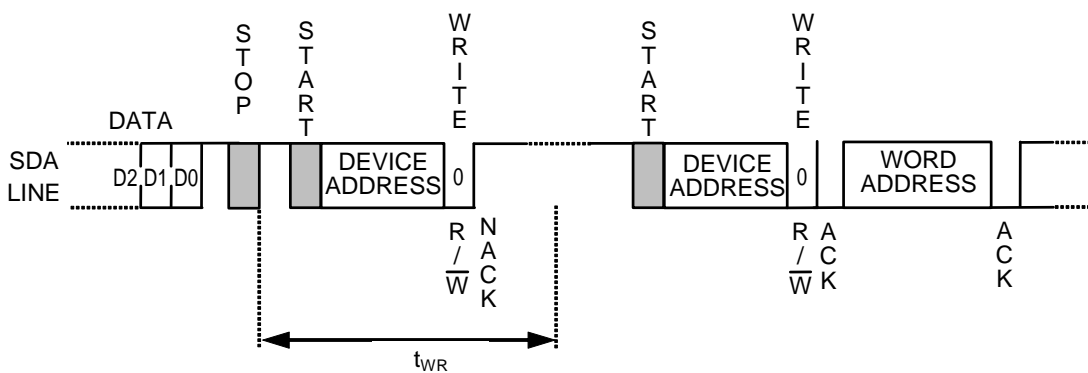 STOP
START
WRITE
START
WRITE
DATA
SDA
LINE
D2
D1
D0
DEVICE
ADDRESS
0
DEVICE
ADDRESS
0
WORD
ADDRESS
R/W̅
NACK
R/W̅
ACK
ACK
tWR